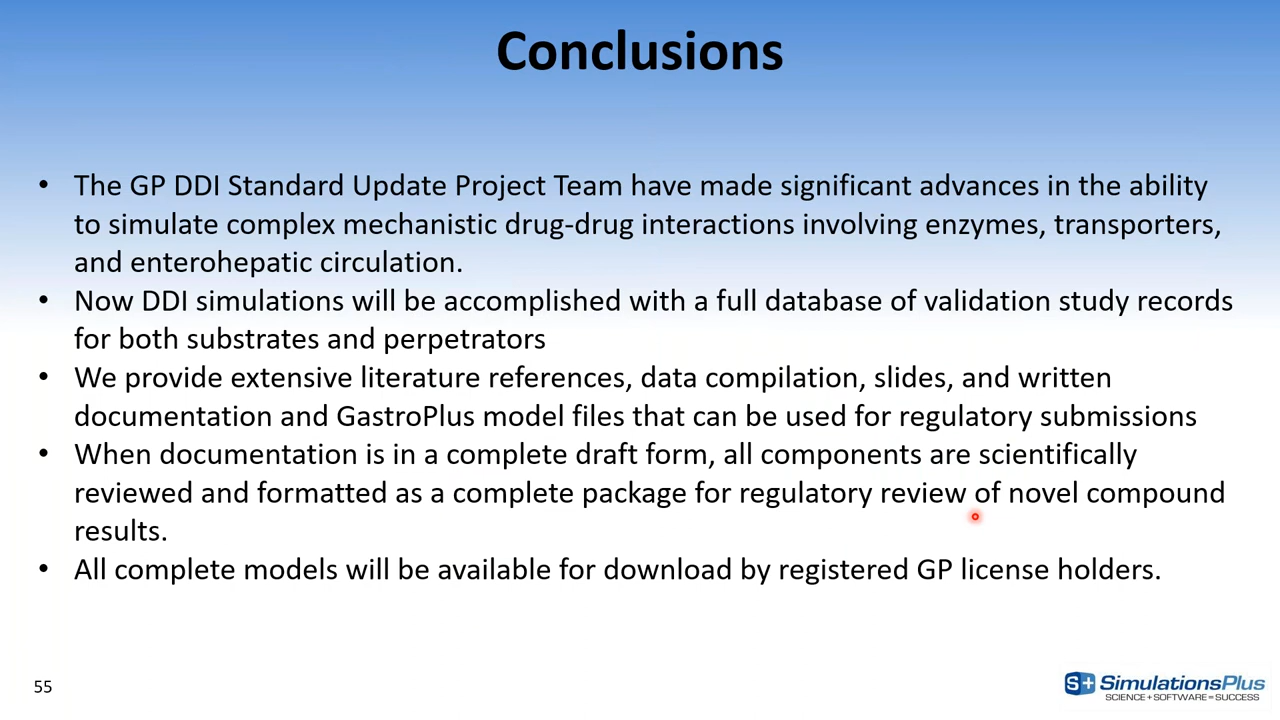 Conclusions
• The GP DDI Standard Update Project Team have made significant advances in the ability
to simulate complex mechanistic drug-drug interactions involving enzymes, transporters,
and enterohepatic circulation.
• Now DDI simulations will be accomplished with a full database of validation study records
for both substrates and perpetrators
• We provide extensive literature references, data compilation, slides, and written
documentation and GastroPlus model files that can be used for regulatory submissions
• When documentation is in a complete draft form, all components are scientifically
reviewed and formatted as a complete package for regulatory review of novel compound
results.
• All complete models will be available for download by registered GP license holders.
55
S+ SimulationsPlus
SCIENCE+SOFTWARE=SUCCESS